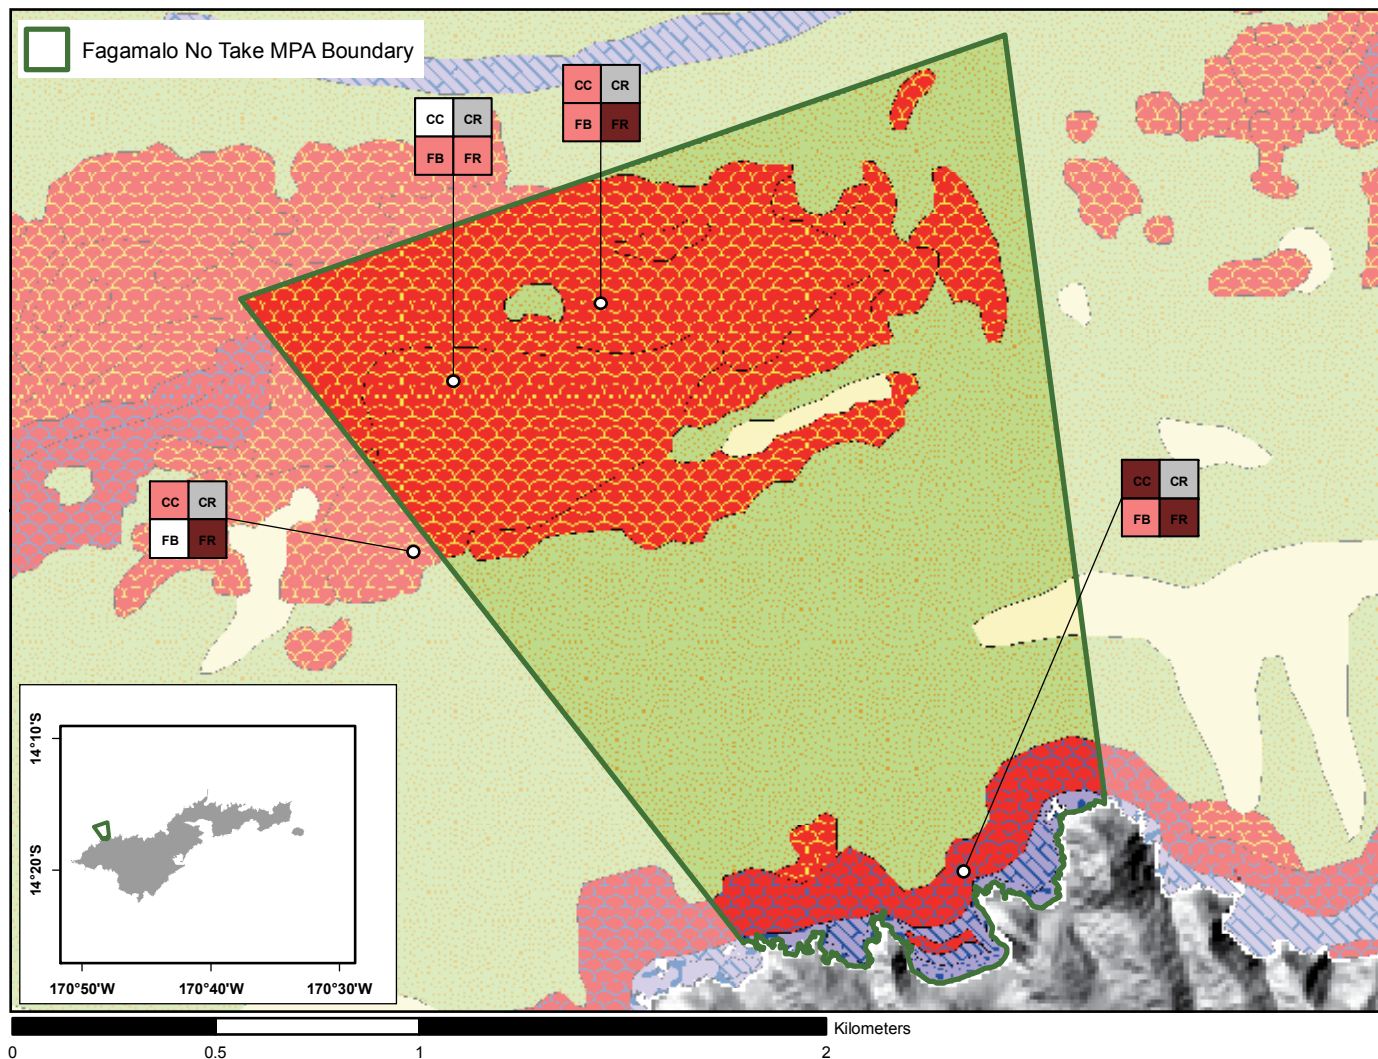 Fagamalo No Take MPA Boundary
CC CR
FB FR
CC CR
FB FR
CC CR
FB FR
CC CR
FB FR
14°10'S
14°20'S
170°50'W 170°40'W 170°30'W
Kilometers
0 0.5 1 2